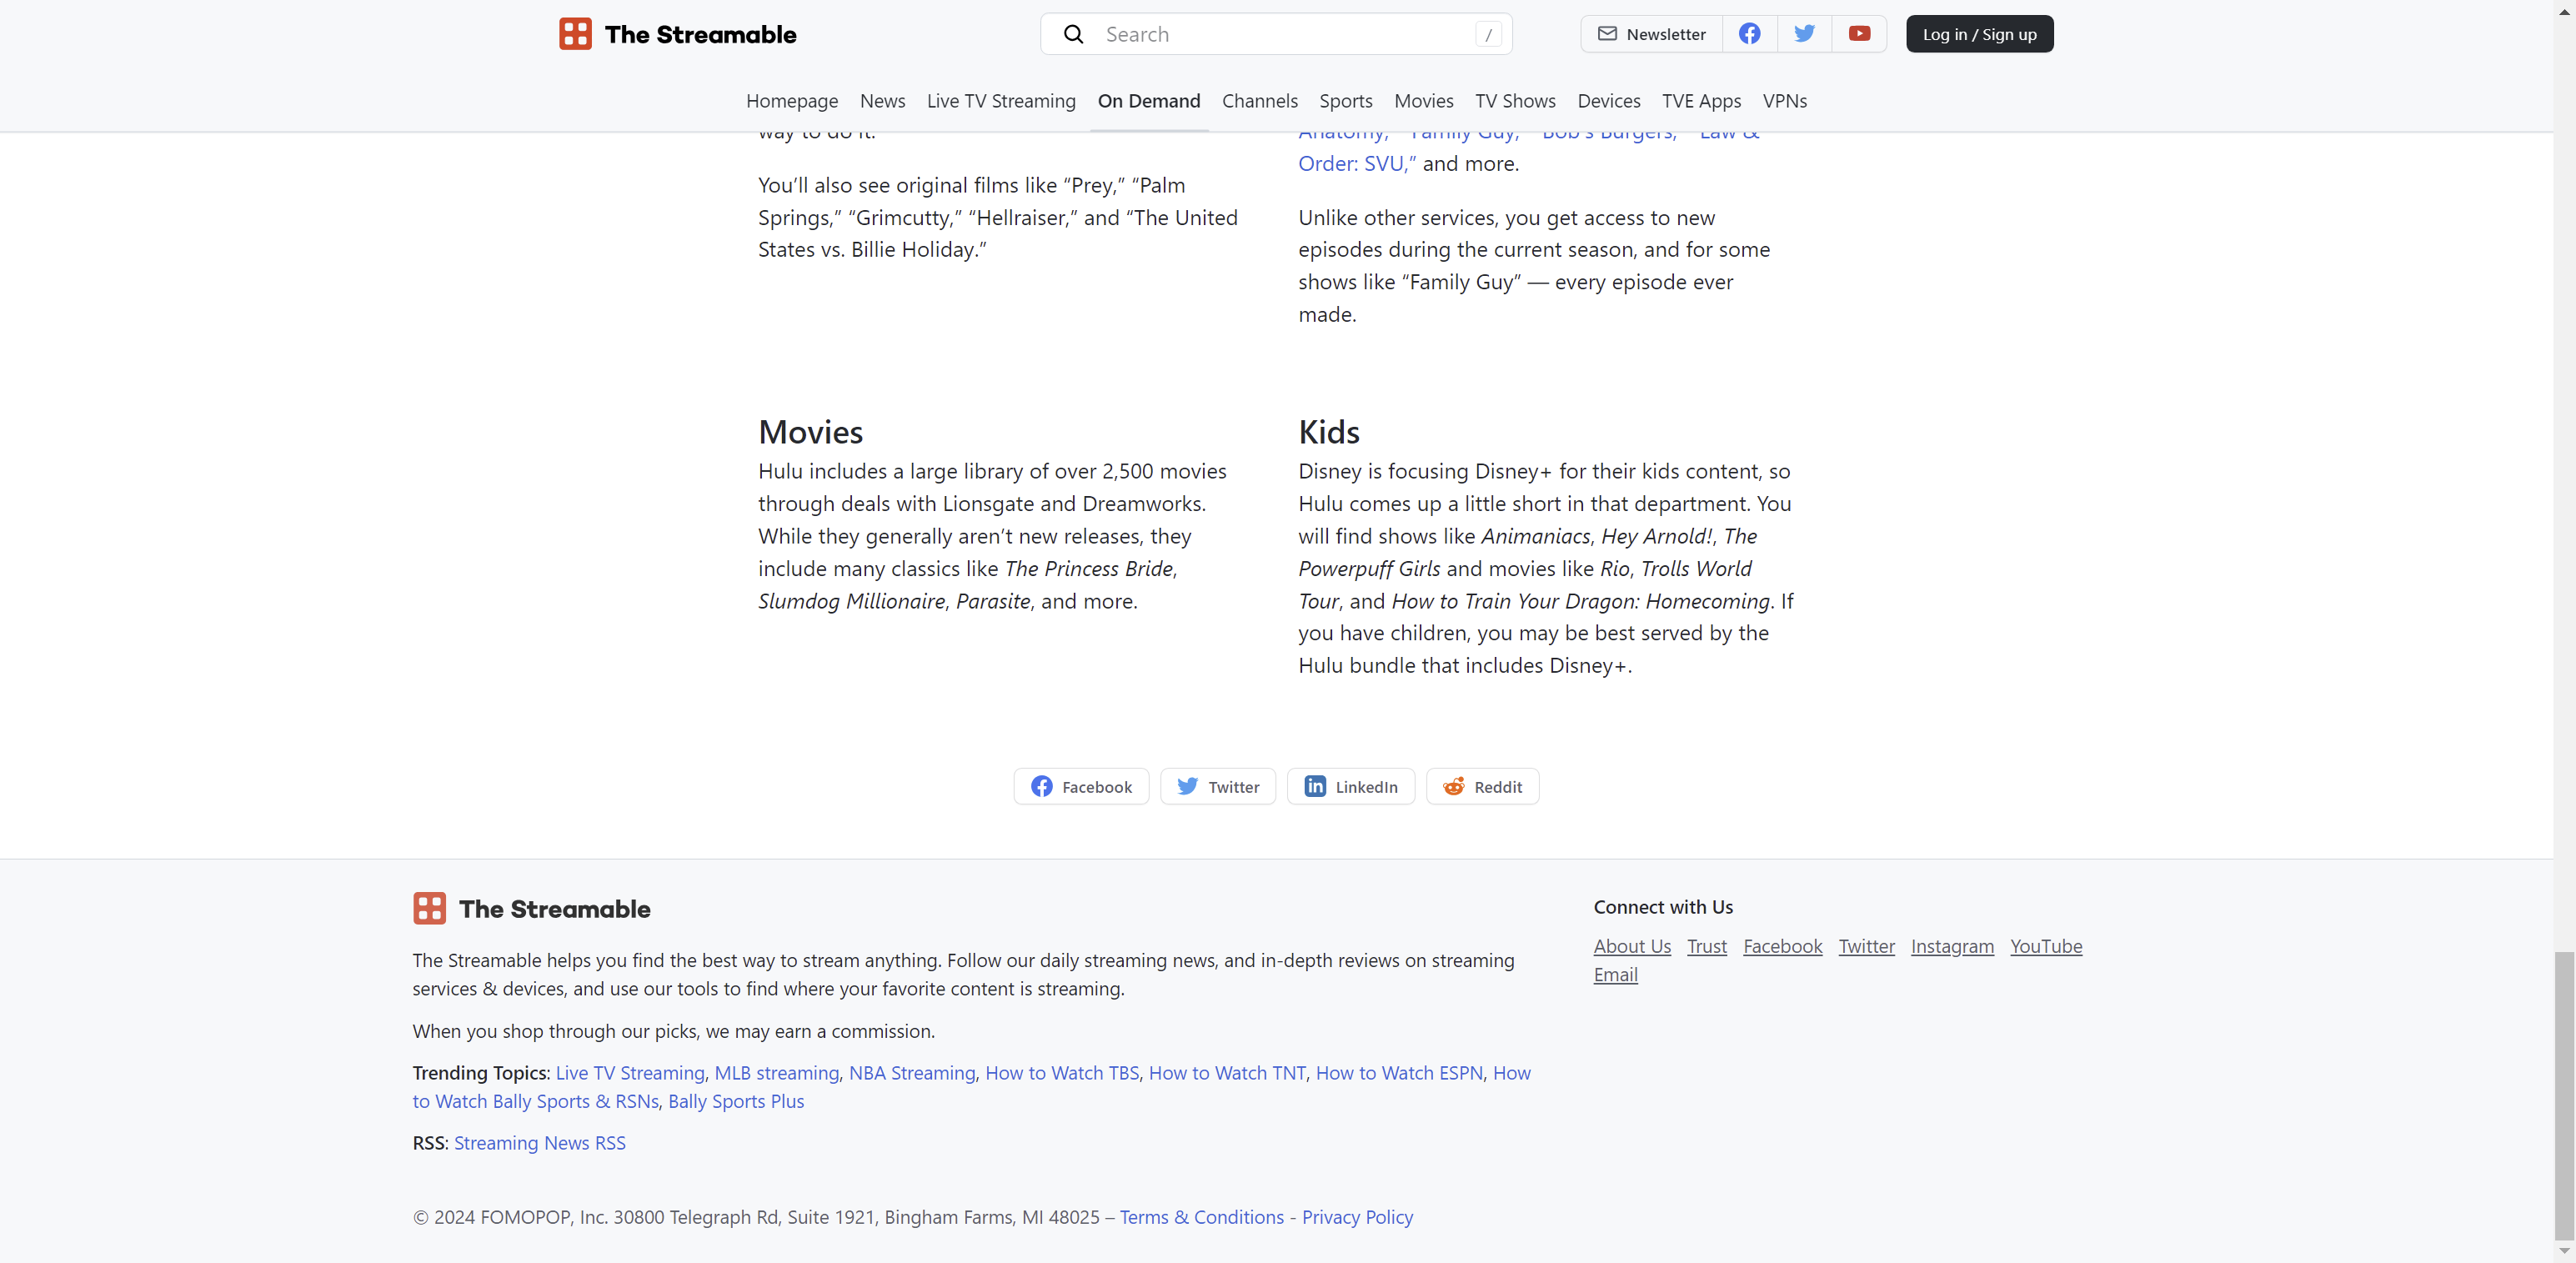 The Streamable
Search
/
Newsletter
Log in / Sign up
Homepage News Live TV Streaming On Demand Channels Sports Movies TV Shows Devices TVE Apps VPNs
way to do it.
You’ll also see original films like “Prey,” “Palm
Springs,” “Grimcutty,” “Hellraiser,” and “The United
States vs. Billie Holiday.”
Anatomy,” “Family Guy,” “Bob’s Burgers,” “Law &
Order: SVU,” and more.
Unlike other services, you get access to new
episodes during the current season, and for some
shows like “Family Guy” — every episode ever
made.
Movies
Hulu includes a large library of over 2,500 movies
through deals with Lionsgate and Dreamworks.
While they generally aren’t new releases, they
include many classics like The Princess Bride,
Slumdog Millionaire, Parasite, and more.
Kids
Disney is focusing Disney+ for their kids content, so
Hulu comes up a little short in that department. You
will find shows like Animaniacs, Hey Arnold!, The
Powerpuff Girls and movies like Rio, Trolls World
Tour, and How to Train Your Dragon: Homecoming. If
you have children, you may be best served by the
Hulu bundle that includes Disney+.
Facebook Twitter LinkedIn Reddit
The Streamable
The Streamable helps you find the best way to stream anything. Follow our daily streaming news, and in-depth reviews on streaming
services & devices, and use our tools to find where your favorite content is streaming.
When you shop through our picks, we may earn a commission.
Trending Topics: Live TV Streaming, MLB streaming, NBA Streaming, How to Watch TBS, How to Watch TNT, How to Watch ESPN, How
to Watch Bally Sports & RSNs, Bally Sports Plus
RSS: Streaming News RSS
Connect with Us
About Us Trust Facebook Twitter Instagram YouTube
Email
© 2024 FOMOPOP, Inc. 30800 Telegraph Rd, Suite 1921, Bingham Farms, MI 48025 – Terms & Conditions - Privacy Policy